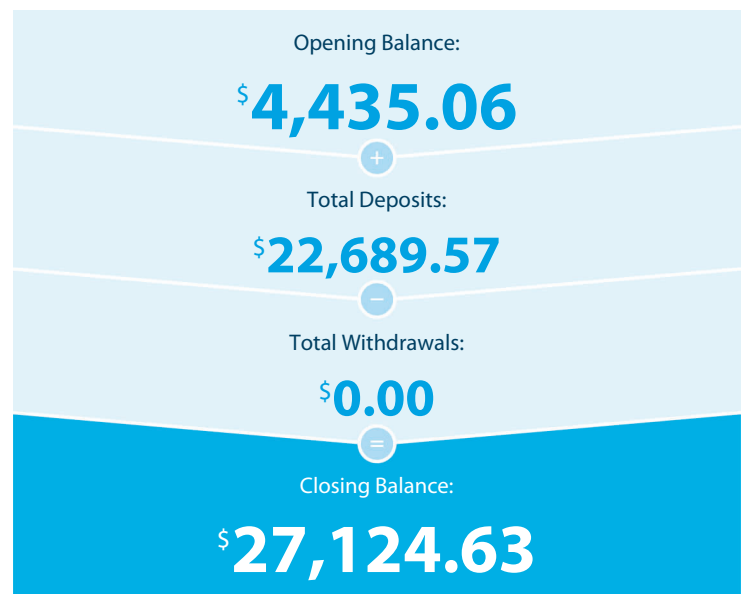 Opening Balance:
$4,435.06
+
Total Deposits:
$22,689.57
−
Total Withdrawals:
$0.00
=
Closing Balance:
$27,124.63